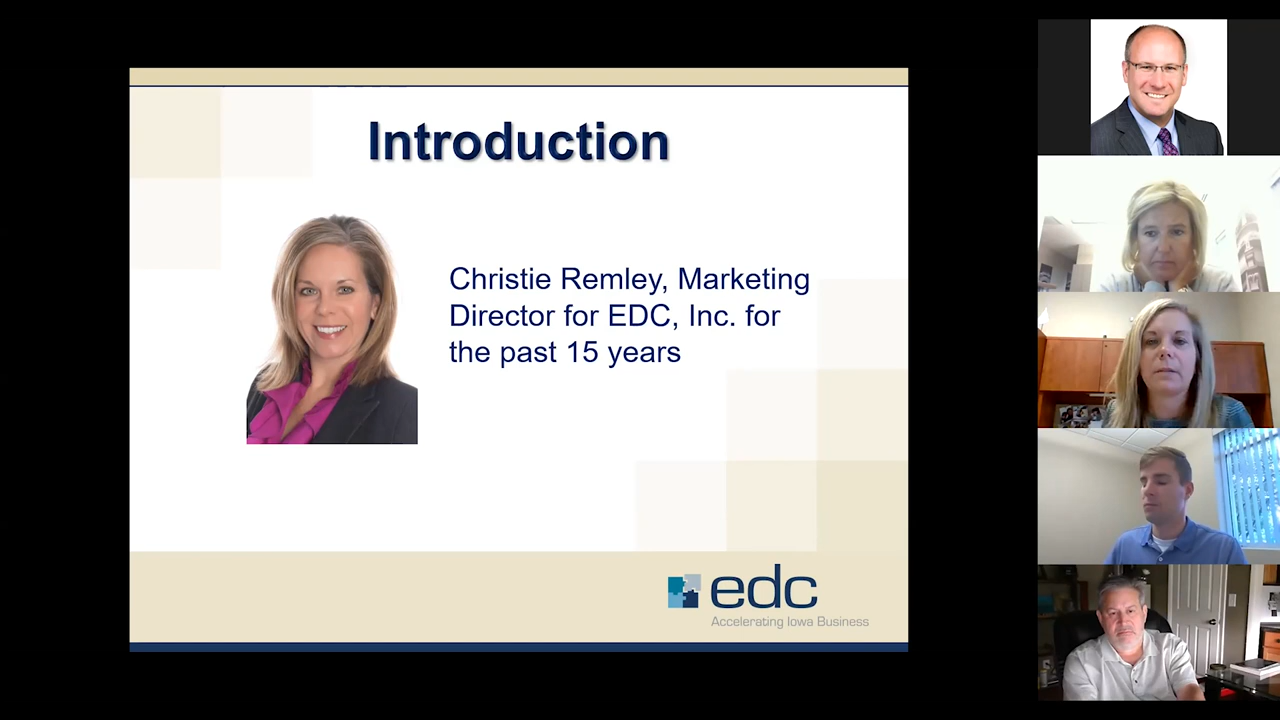 Introduction
Christie Remley, Marketing
Director for EDC, Inc. for
the past 15 years
edc
Accelerating Iowa Business